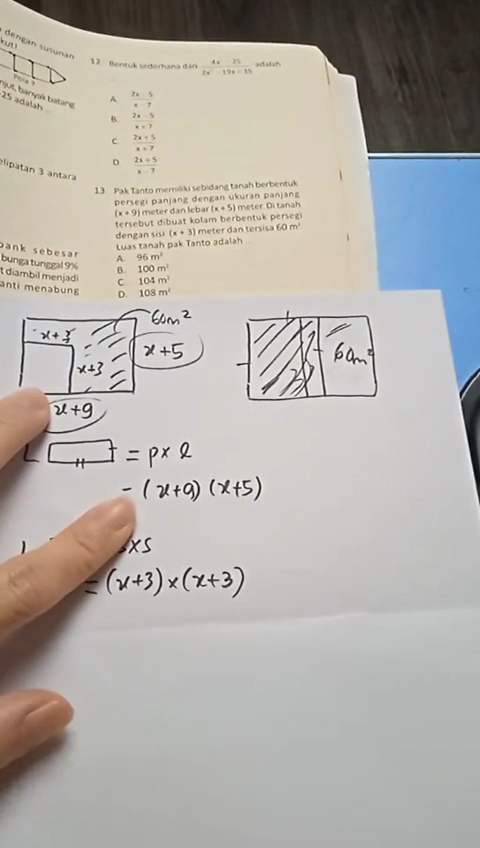 dengan susunan
kut!
Pola 3
njut, banyak batang
25 adalah
elipatan 3 antara
bank sebesar
bunga tunggal 9%
t diambil menjadi
anti menabung
12. Bentuk sederhana dari (4x² - 25)/(2x² - 19x + 35) adalah
A. (2x - 5)/(x - 7)
B. (2x - 5)/(x + 7)
C. (2x + 5)/(x + 7)
D. (2x + 5)/(x - 7)
13. Pak Tanto memiliki sebidang tanah berbentuk
persegi panjang dengan ukuran panjang
(x + 9) meter dan lebar (x + 5) meter. Di tanah
tersebut dibuat kolam berbentuk persegi
dengan sisi (x + 3) meter dan tersisa 60 m²
Luas tanah pak Tanto adalah
A. 96 m²
B. 100 m²
C. 104 m²
D. 108 m²
60m²
x+3
x+3
x+5
x+9
60m²
L = p x l
= (x+9) (x+5)
sxs
= (x+3) x (x+3)